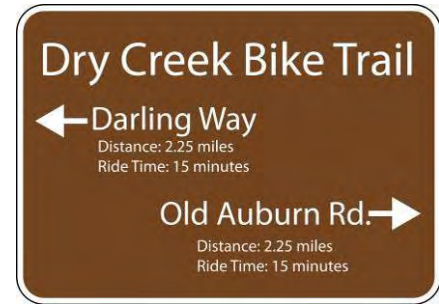 Dry Creek Bike Trail
Darling Way
Distance: 2.25 miles
Ride Time: 15 minutes
Old Auburn Rd.
Distance: 2.25 miles
Ride Time: 15 minutes